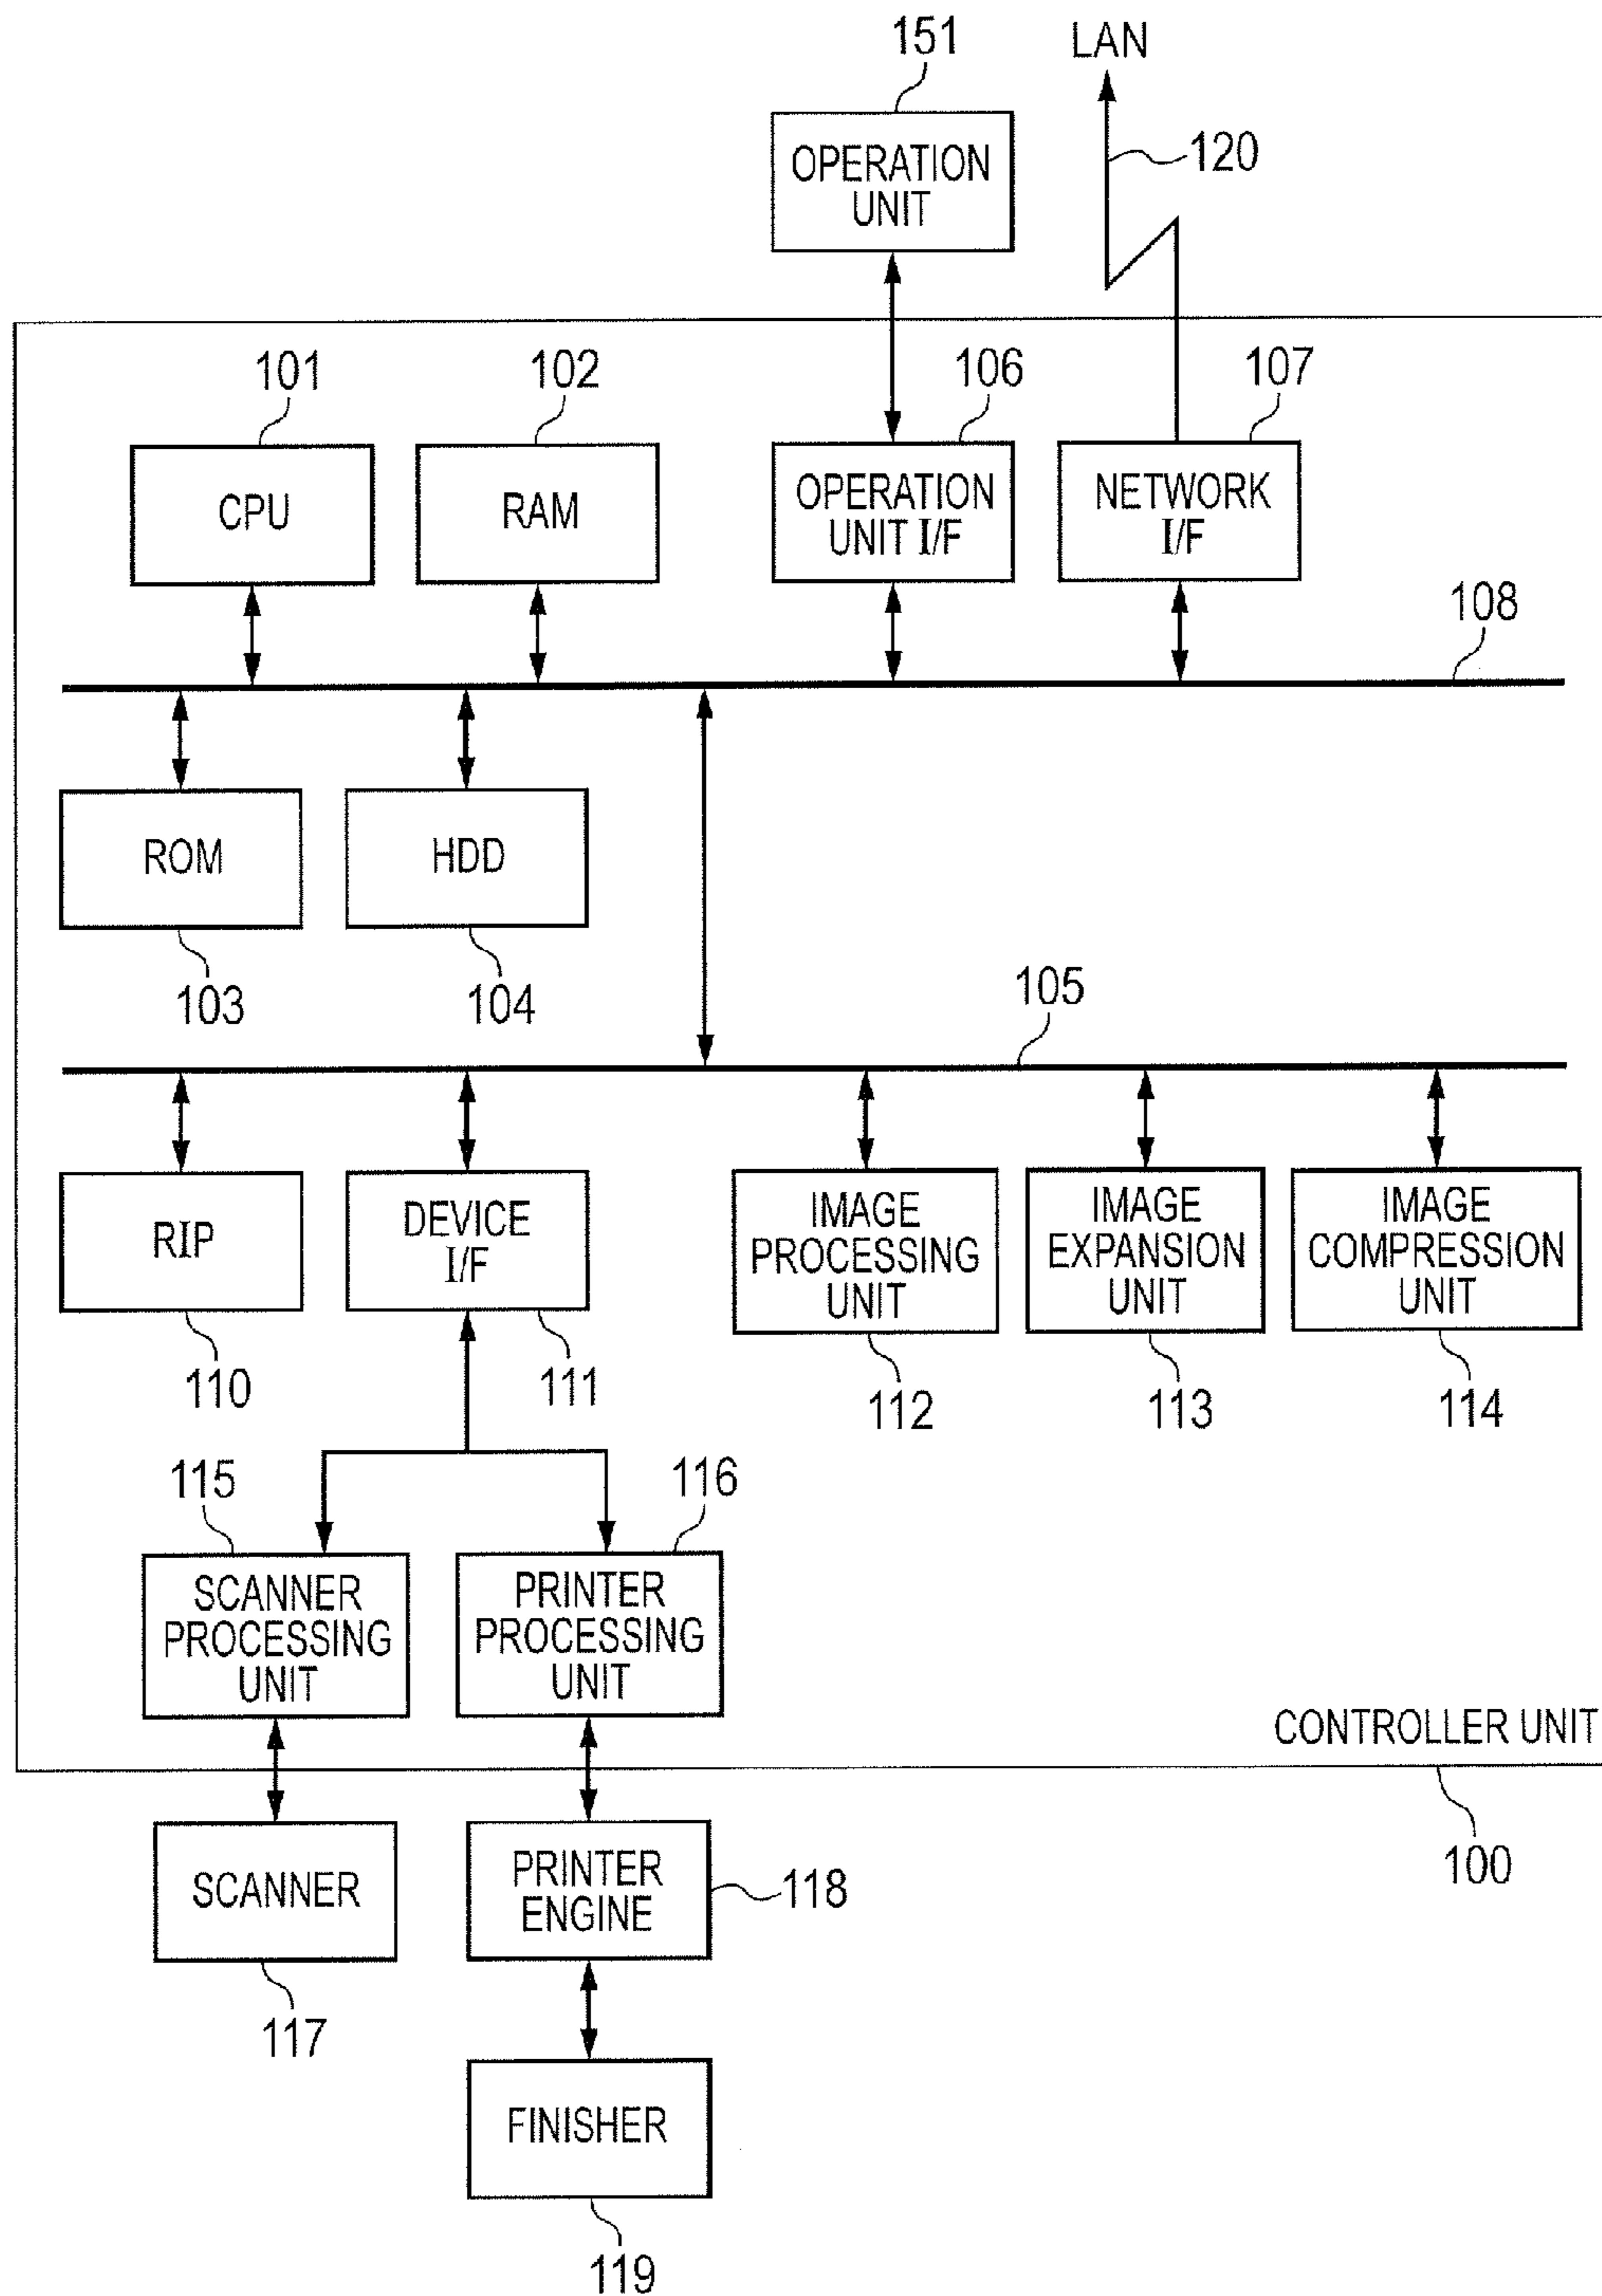 151
LAN
OPERATION
UNIT
120
101
102
106
107
CPU
RAM
OPERATION
UNIT I/F
NETWORK
I/F
108
ROM
HDD
103
104
105
RIP
DEVICE
I/F
IMAGE
PROCESSING
UNIT
IMAGE
EXPANSION
UNIT
IMAGE
COMPRESSION
UNIT
110
111
112
113
114
115
116
SCANNER
PROCESSING
UNIT
PRINTER
PROCESSING
UNIT
CONTROLLER UNIT
100
SCANNER
PRINTER
ENGINE
118
117
FINISHER
119